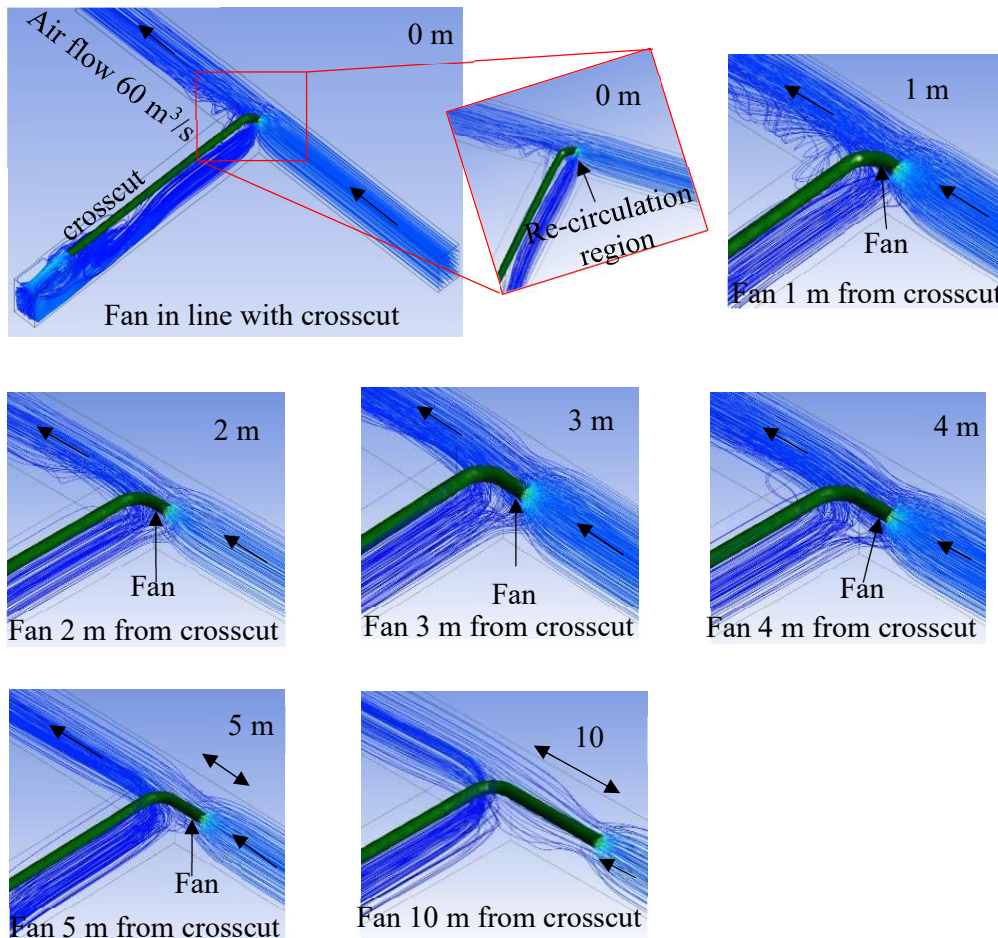 0 m
Air flow 60 m³/s
crosscut
Fan in line with crosscut
0 m
Re-circulation
region
1 m
Fan
Fan 1 m from crosscut
2 m
Fan
Fan 2 m from crosscut
3 m
Fan
Fan 3 m from crosscut
4 m
Fan
Fan 4 m from crosscut
5 m
Fan
Fan 5 m from crosscut
10
Fan 10 m from crosscut